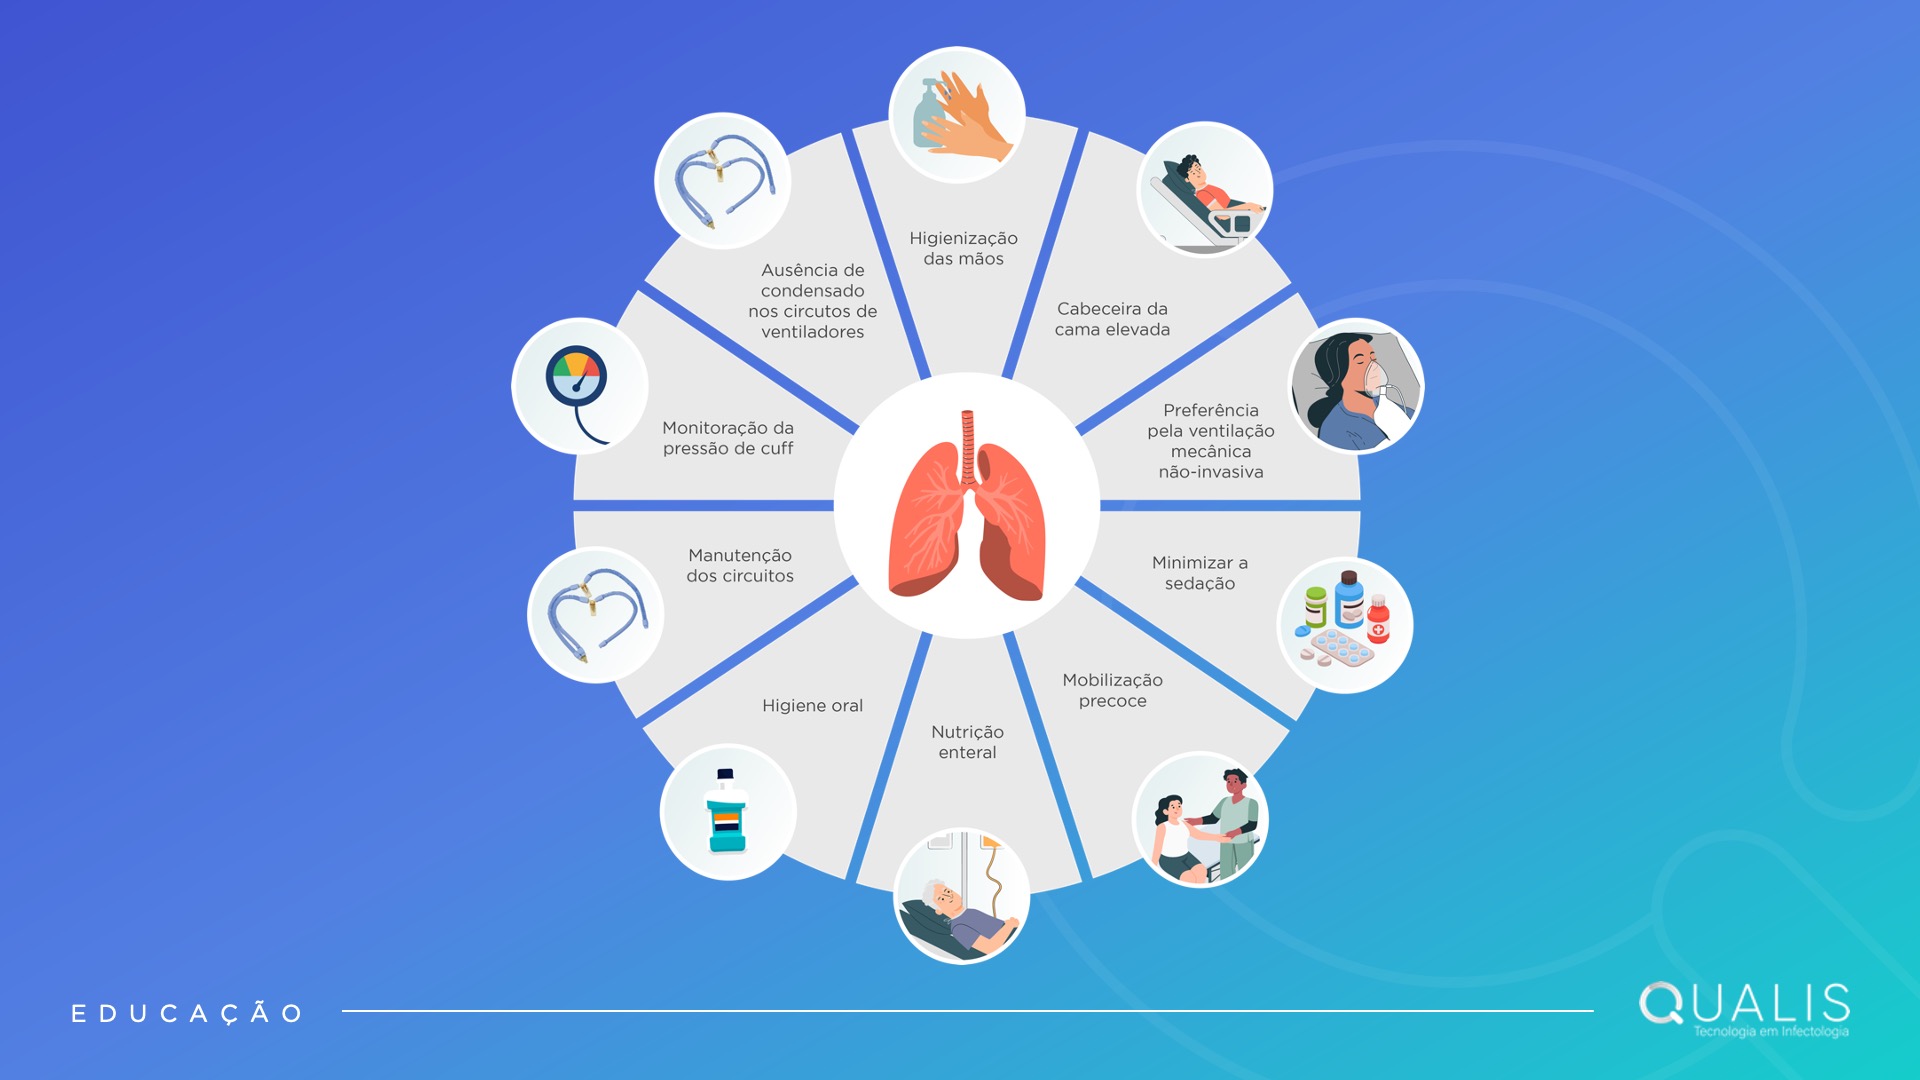 Higienização
das mãos
Cabeceira da
cama elevada
Preferência
pela ventilação
mecânica
não-invasiva
Minimizar a
sedação
Mobilização
precoce
Nutrição
enteral
Higiene oral
Manutenção
dos circuitos
Monitoração da
pressão de cuff
Ausência de
condensado
nos circutos de
ventiladores
EDUCAÇÃO
QUALIS
Tecnologia em Infectologia